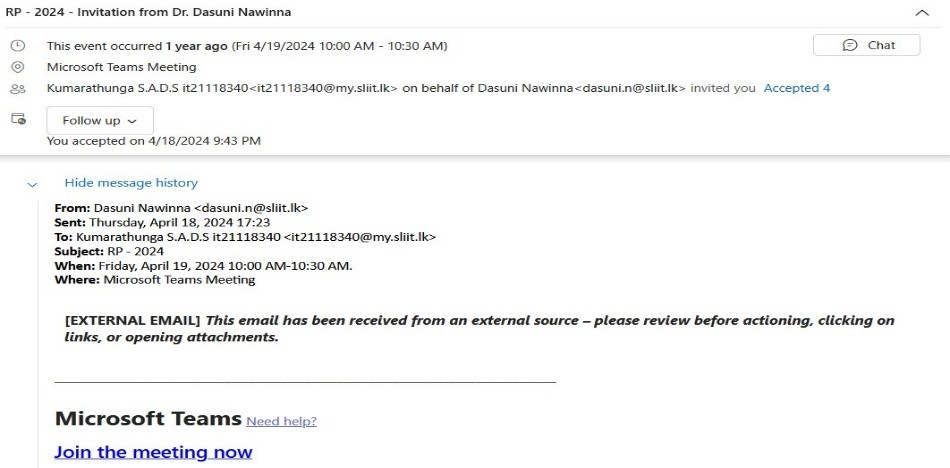 RP - 2024 - Invitation from Dr. Dasuni Nawinna
This event occurred 1 year ago (Fri 4/19/2024 10:00 AM - 10:30 AM)
Chat
Microsoft Teams Meeting
Kumarathunga S.A.D.S it21118340<it21118340@my.sliit.lk> on behalf of Dasuni Nawinna<dasuni.n@sliit.lk> invited you Accepted 4
Follow up
You accepted on 4/18/2024 9:43 PM
Hide message history
From: Dasuni Nawinna <dasuni.n@sliit.lk>
Sent: Thursday, April 18, 2024 17:23
To: Kumarathunga S.A.D.S it21118340 <it21118340@my.sliit.lk>
Subject: RP - 2024
When: Friday, April 19, 2024 10:00 AM-10:30 AM.
Where: Microsoft Teams Meeting
[EXTERNAL EMAIL] This email has been received from an external source – please review before actioning, clicking on
links, or opening attachments.
Microsoft Teams Need help?
Join the meeting now